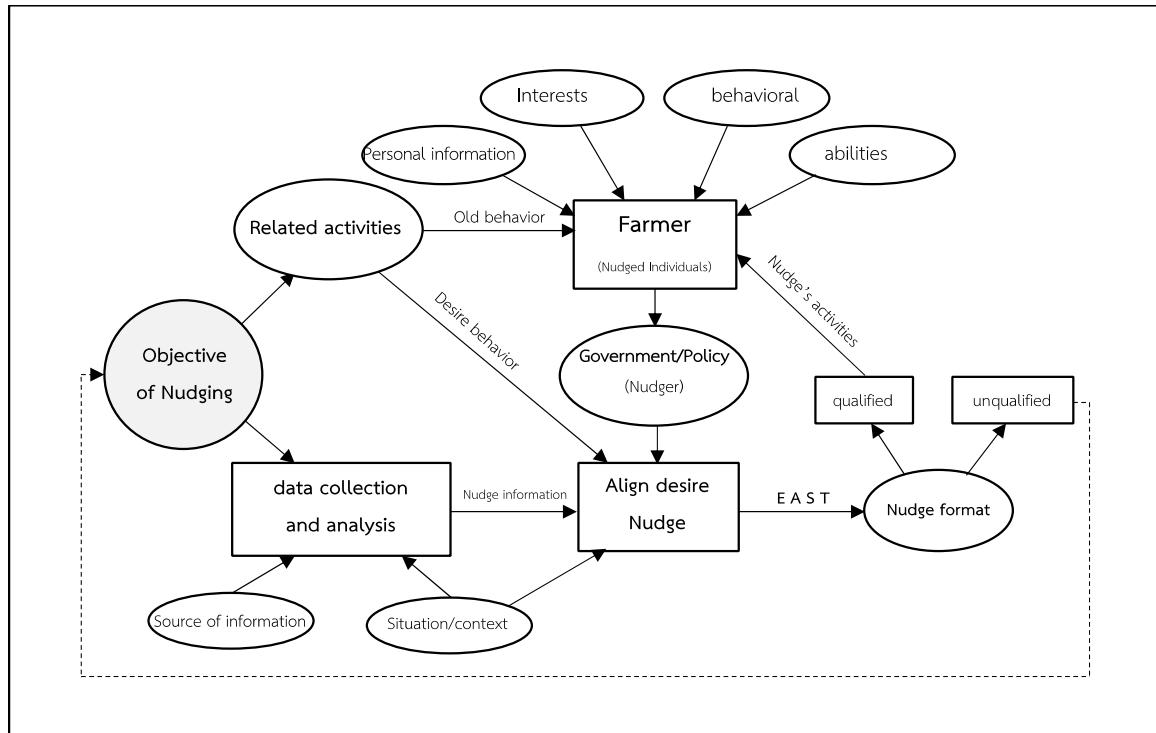 Interests
behavioral
Personal information
abilities
Related activities
Old behavior
Farmer
(Nudged Individuals)
Nudge's activities
Desire behavior
Objective
of Nudging
Government/Policy
(Nudger)
qualified
unqualified
data collection
and analysis
Nudge information
Align desire
Nudge
E A S T
Nudge format
Source of information
Situation/context